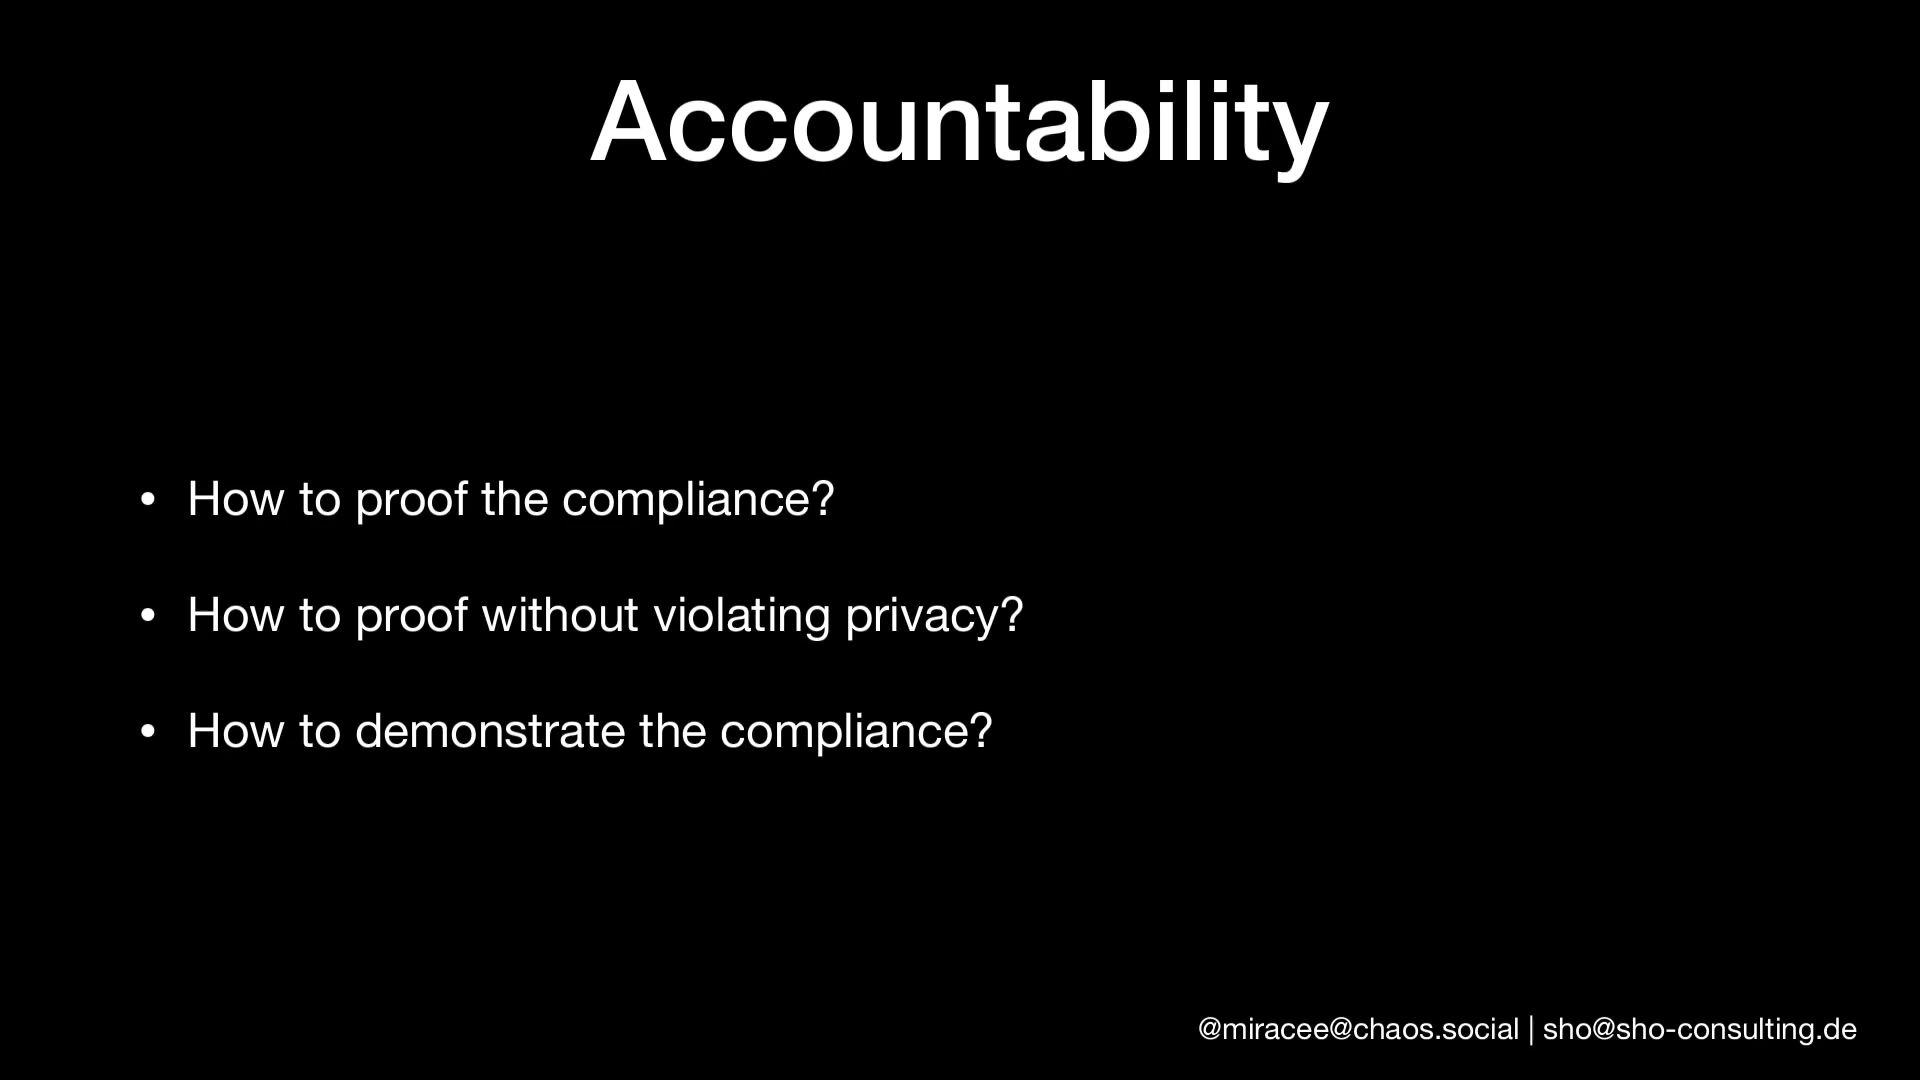 Accountability
• How to proof the compliance?
• How to proof without violating privacy?
• How to demonstrate the compliance?
@miracee@chaos.social | sho@sho-consulting.de